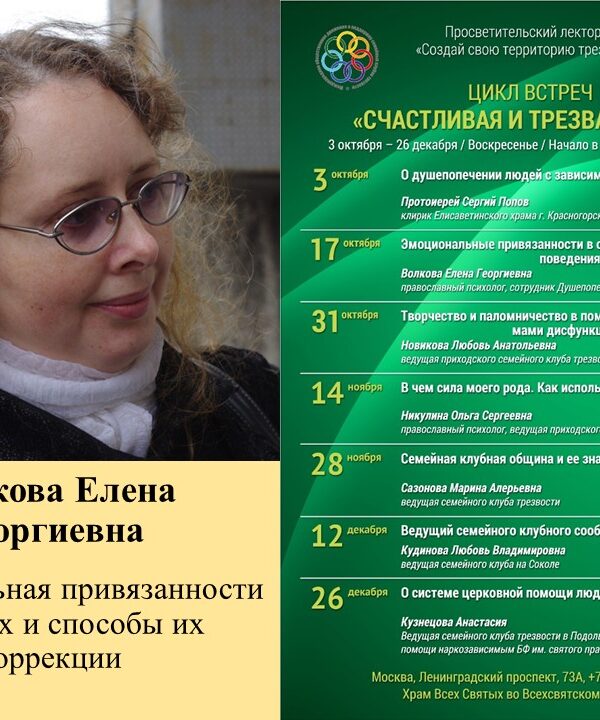 кова Елена
оргиевна
ьная привязанности
х и способы их
оррекции
Просветительский лектор
«Создай свою территорию трез
ЦИКЛ ВСТРЕЧ
«СЧАСТЛИВАЯ И ТРЕЗВА
3 октября – 26 декабря / Воскресенье / Начало в
3 октября
О душепопечении людей с зависим
Протоиерей Сергий Попов
клирик Елисаветинского храма г. Красногорск
17 октября
Эмоциональные привязанности в с
поведения
Волкова Елена Георгиевна
православный психолог, сотрудник Душепопе
31 октября
Творчество и паломничество в пом
мами дисфункц
Новикова Любовь Анатольевна
ведущая приходского семейного клуба трезво
14 ноября
В чем сила моего рода. Как исполь
Никулина Ольга Сергеевна
православный психолог, ведущая приходског
28 ноября
Семейная клубная община и ее зна
Сазонова Марина Алерьевна
ведущая семейного клуба трезвости
12 декабря
Ведущий семейного клубного сооб
Кудинова Любовь Владимировна
ведущая семейного клуба на Соколе
26 декабря
О системе церковной помощи люд
Кузнецова Анастасия
Ведущая семейного клуба трезвости в Подоль
помощи наркозависимым БФ им. святого пра
Москва, Ленинградский проспект, 73А, +7
Храм Всех Святых во Всехсвятском